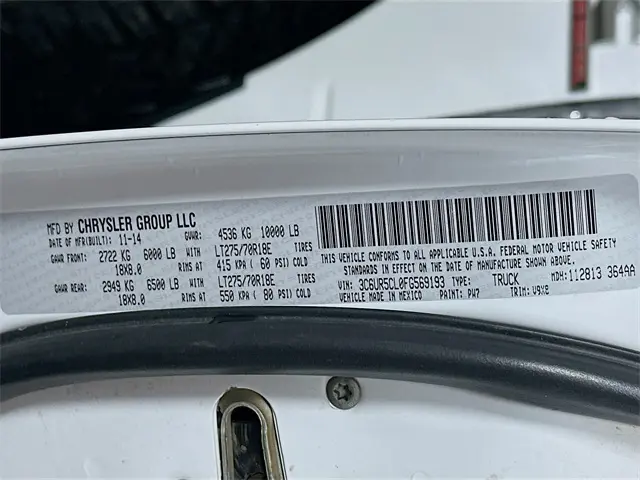 MFD BY CHRYSLER GROUP LLC
DATE OF MFR(BUILT): 11-14 GVWR: 4536 KG 10000 LB
GAWR FRONT: 2722 KG 6000 LB LT275/70R18E TIRES
18X8.0 RIMS AT 415 KPA ( 60 PSI) COLD
GAWR REAR: 2949 KG 6500 LB LT275/70R18E TIRES
18X8.0 RIMS AT 550 KPA ( 80 PSI) COLD
THIS VEHICLE CONFORMS TO ALL APPLICABLE U.S.A. FEDERAL MOTOR VEHICLE SAFETY
STANDARDS IN EFFECT ON THE DATE OF MANUFACTURE SHOWN ABOVE.
VIN: 3C6UR5CL0FG569193 TYPE: TRUCK MDH: 112813 364AA
VEHICLE MADE IN MEXICO PAINT: PW7 TRIM: V9X8